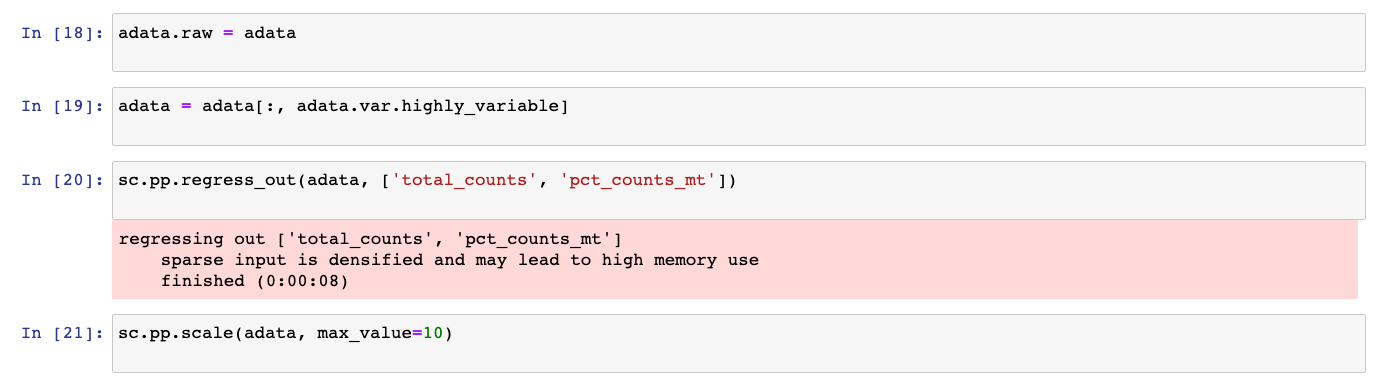 In [18]: adata.raw = adata
In [19]: adata = adata[:, adata.var.highly_variable]
In [20]: sc.pp.regress_out(adata, ['total_counts', 'pct_counts_mt'])
regressing out ['total_counts', 'pct_counts_mt']
    sparse input is densified and may lead to high memory use
    finished (0:00:08)
In [21]: sc.pp.scale(adata, max_value=10)